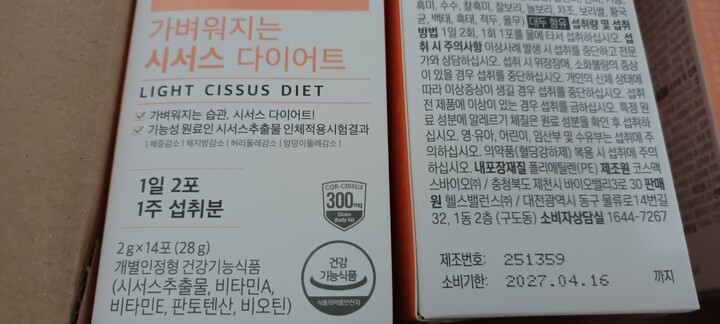 가벼워지는
시서스 다이어트
LIGHT CISSUS DIET
가벼워지는 습관, 시서스 다이어트!
기능성 원료인 시서스추출물 인체적용시험결과
| 체중감소 | 체지방감소 | 허리둘레감소 | 엉덩이둘레감소 |
1일 2포
1주 섭취분
CQR-CISSUS
300mg
Down
Body Fat
2g×14포 (28g)
개별인정형 건강기능식품
(시서스추출물, 비타민A,
비타민E, 판토텐산, 비오틴)
건강
기능식품
식품의약품안전처
흑미, 수수, 찰흑미, 찰보리, 늘보리, 차조, 보리쌀, 황국
균, 백태, 흑태, 적두, 율무) 대두 함유 섭취량 및 섭취
방법 1일 2회, 1회 1포를 물에 타서 섭취하십시오. 섭
취 시 주의사항 이상사례 발생 시 섭취를 중단하고 전문
가와 상담하십시오. 섭취 시 위장장애, 소화불량의 증상
이 있을 경우 섭취를 중단하십시오. 개인의 신체 상태에
따라 이상증상이 생길 경우 섭취를 중단하십시오. 섭취
전 제품에 이상이 있는 경우 섭취를 금하십시오. 특정 원
료 성분에 알레르기 체질은 원료 성분을 확인 후 섭취하
십시오. 영·유아, 어린이, 임산부 및 수유부는 섭취에 주
의하십시오. 의약품(혈당강하제) 복용 시 섭취에 주의
하십시오. 내포장재질 폴리에틸렌(PE) 제조원 코스맥
스바이오㈜ / 충청북도 제천시 바이오밸리3로 30 판매
원 헬스밸런스㈜ / 대전광역시 동구 물류로14번길
32, 1동 2층 (구도동) 소비자상담실 1644-7267
제조번호: 251359
소비기한: 2027.04.16 까지